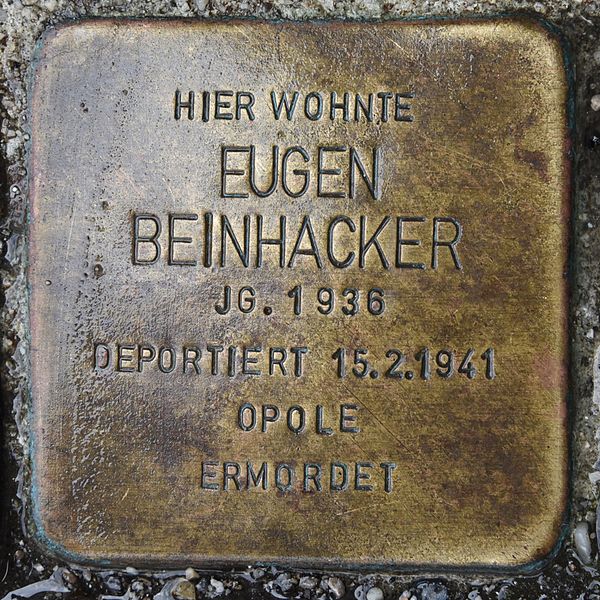 HIER WOHNTE
EUGEN
BEINHACKER
JG. 1936
DEPORTIERT 15.2.1941
OPOLE
ERMORDET